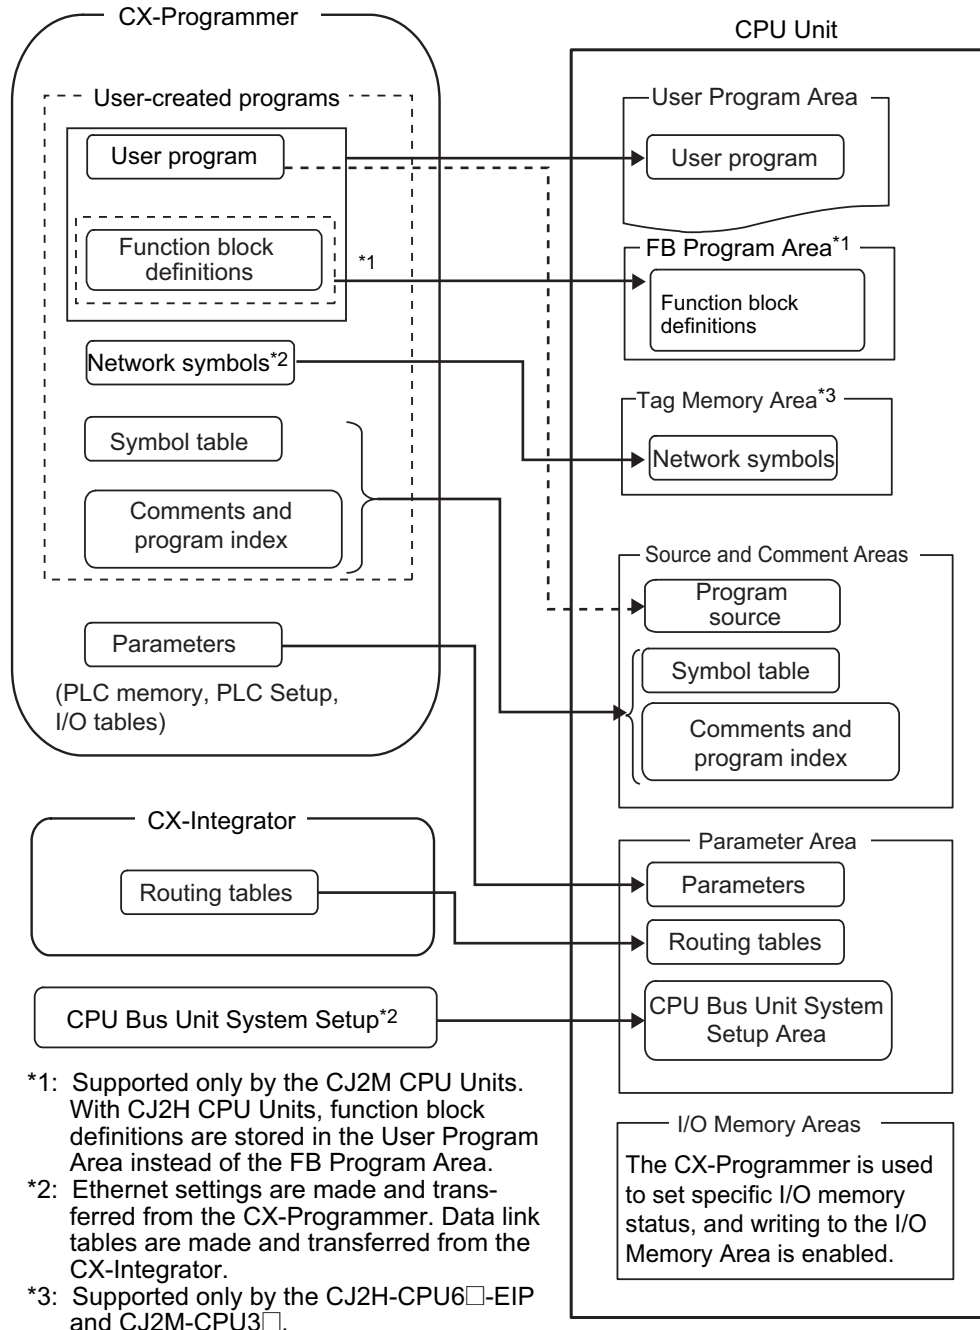 CX-Programmer
User-created programs
User program
Function block
definitions
*1
Network symbols*2
Symbol table
Comments and
program index
Parameters
(PLC memory, PLC Setup,
I/O tables)
CX-Integrator
Routing tables
CPU Bus Unit System Setup*2
*1: Supported only by the CJ2M CPU Units.
With CJ2H CPU Units, function block
definitions are stored in the User Program
Area instead of the FB Program Area.
*2: Ethernet settings are made and trans-
ferred from the CX-Programmer. Data link
tables are made and transferred from the
CX-Integrator.
*3: Supported only by the CJ2H-CPU6□-EIP
and CJ2M-CPU3□.
CPU Unit
User Program Area
User program
FB Program Area*1
Function block
definitions
Tag Memory Area*3
Network symbols
Source and Comment Areas
Program
source
Symbol table
Comments and
program index
Parameter Area
Parameters
Routing tables
CPU Bus Unit System
Setup Area
I/O Memory Areas
The CX-Programmer is used
to set specific I/O memory
status, and writing to the I/O
Memory Area is enabled.